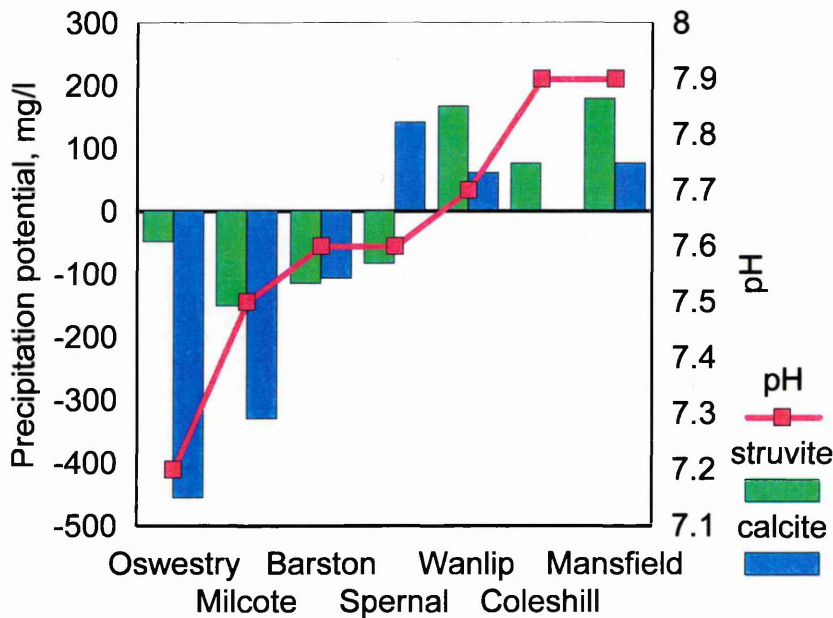 Precipitation potential, mg/l
300
200
100
0
-100
-200
-300
-400
-500
8
7.9
7.8
7.7
7.6
7.5
7.4
7.3
7.2
7.1
pH
Oswestry Barston Wanlip Mansfield
Milcote Spernal Coleshill
pH
struvite
calcite